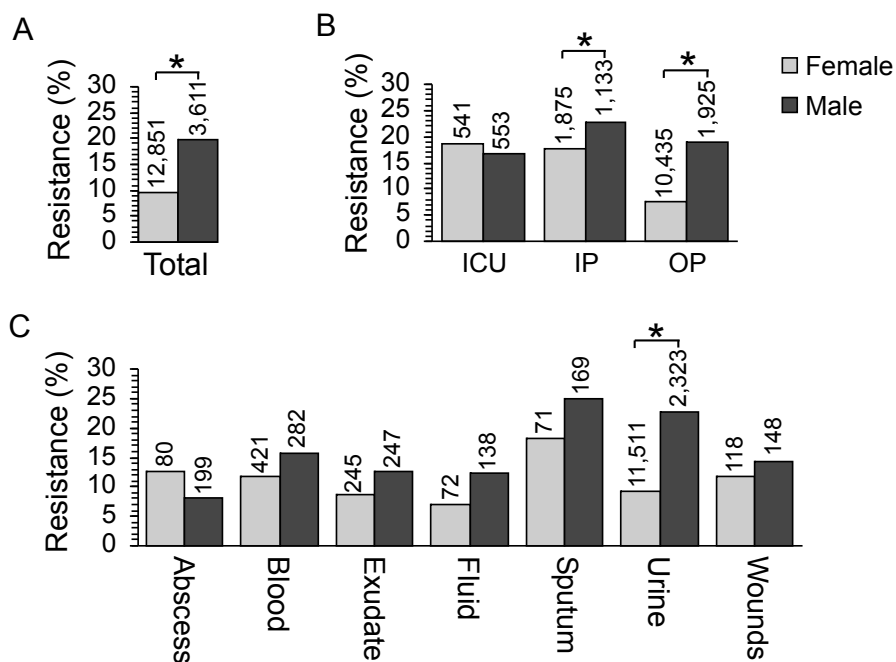 A
Resistance (%)
30
25
20
15
10
5
0
*
12,851
3,611
Total
B
Resistance (%)
30
25
20
15
10
5
0
541
553
*
1,875
1,133
*
10,435
1,925
ICU
IP
OP
Female
Male
C
Resistance (%)
30
25
20
15
10
5
0
80
199
421
282
245
247
72
138
71
169
*
11,511
2,323
118
148
Abscess
Blood
Exudate
Fluid
Sputum
Urine
Wounds